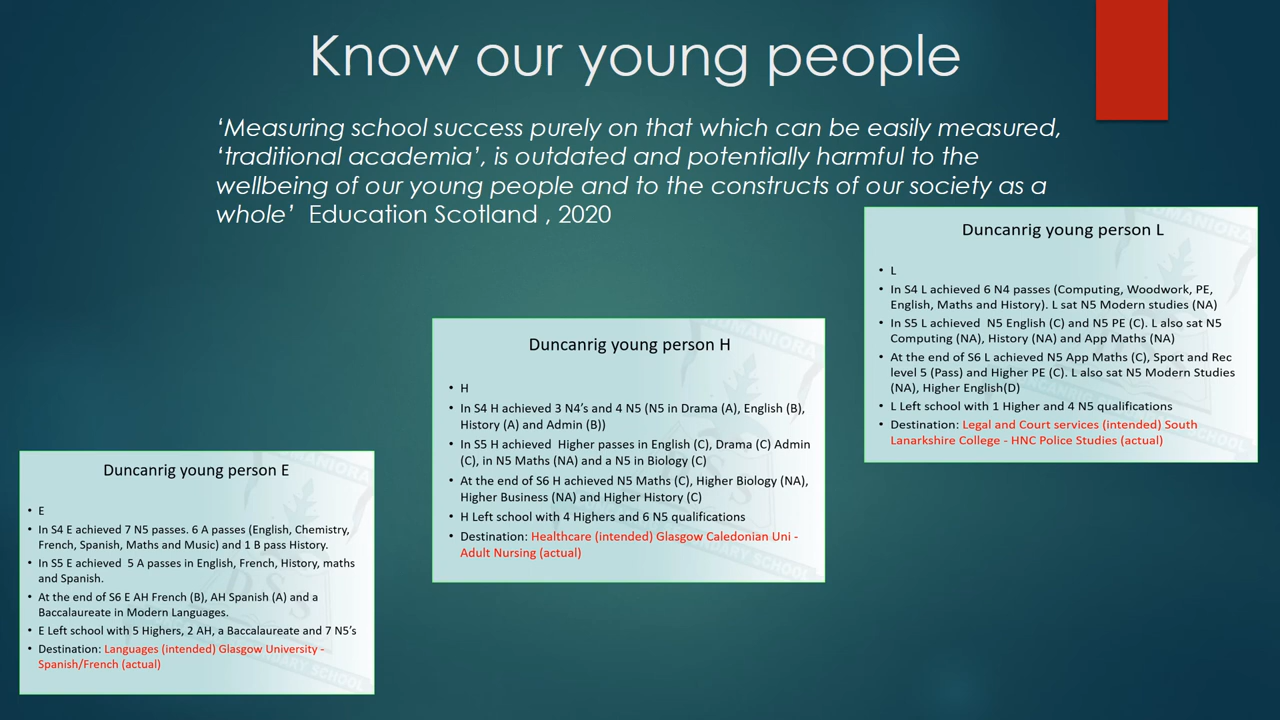 Know our young people
‘Measuring school success purely on that which can be easily measured,
‘traditional academia’, is outdated and potentially harmful to the
wellbeing of our young people and to the constructs of our society as a
whole’ Education Scotland , 2020
Duncanrig young person E
• E
• In S4 E achieved 7 N5 passes. 6 A passes (English, Chemistry,
French, Spanish, Maths and Music) and 1 B pass History.
• In S5 E achieved 5 A passes in English, French, History, maths
and Spanish.
• At the end of S6 E AH French (B), AH Spanish (A) and a
Baccalaureate in Modern Languages.
• E Left school with 5 Highers, 2 AH, a Baccalaureate and 7 N5’s
• Destination: Languages (intended) Glasgow University -
Spanish/French (actual)
Duncanrig young person H
• H
• In S4 H achieved 3 N4’s and 4 N5 (N5 in Drama (A), English (B),
History (A) and Admin (B))
• In S5 H achieved Higher passes in English (C), Drama (C) Admin
(C), in N5 Maths (NA) and a N5 in Biology (C)
• At the end of S6 H achieved N5 Maths (C), Higher Biology (NA),
Higher Business (NA) and Higher History (C)
• H Left school with 4 Highers and 6 N5 qualifications
• Destination: Healthcare (intended) Glasgow Caledonian Uni -
Adult Nursing (actual)
Duncanrig young person L
• L
• In S4 L achieved 6 N4 passes (Computing, Woodwork, PE,
English, Maths and History). L sat N5 Modern studies (NA)
• In S5 L achieved N5 English (C) and N5 PE (C). L also sat N5
Computing (NA), History (NA) and App Maths (NA)
• At the end of S6 L achieved N5 App Maths (C), Sport and Rec
level 5 (Pass) and Higher PE (C). L also sat N5 Modern Studies
(NA), Higher English(D)
• L Left school with 1 Higher and 4 N5 qualifications
• Destination: Legal and Court services (intended) South
Lanarkshire College - HNC Police Studies (actual)